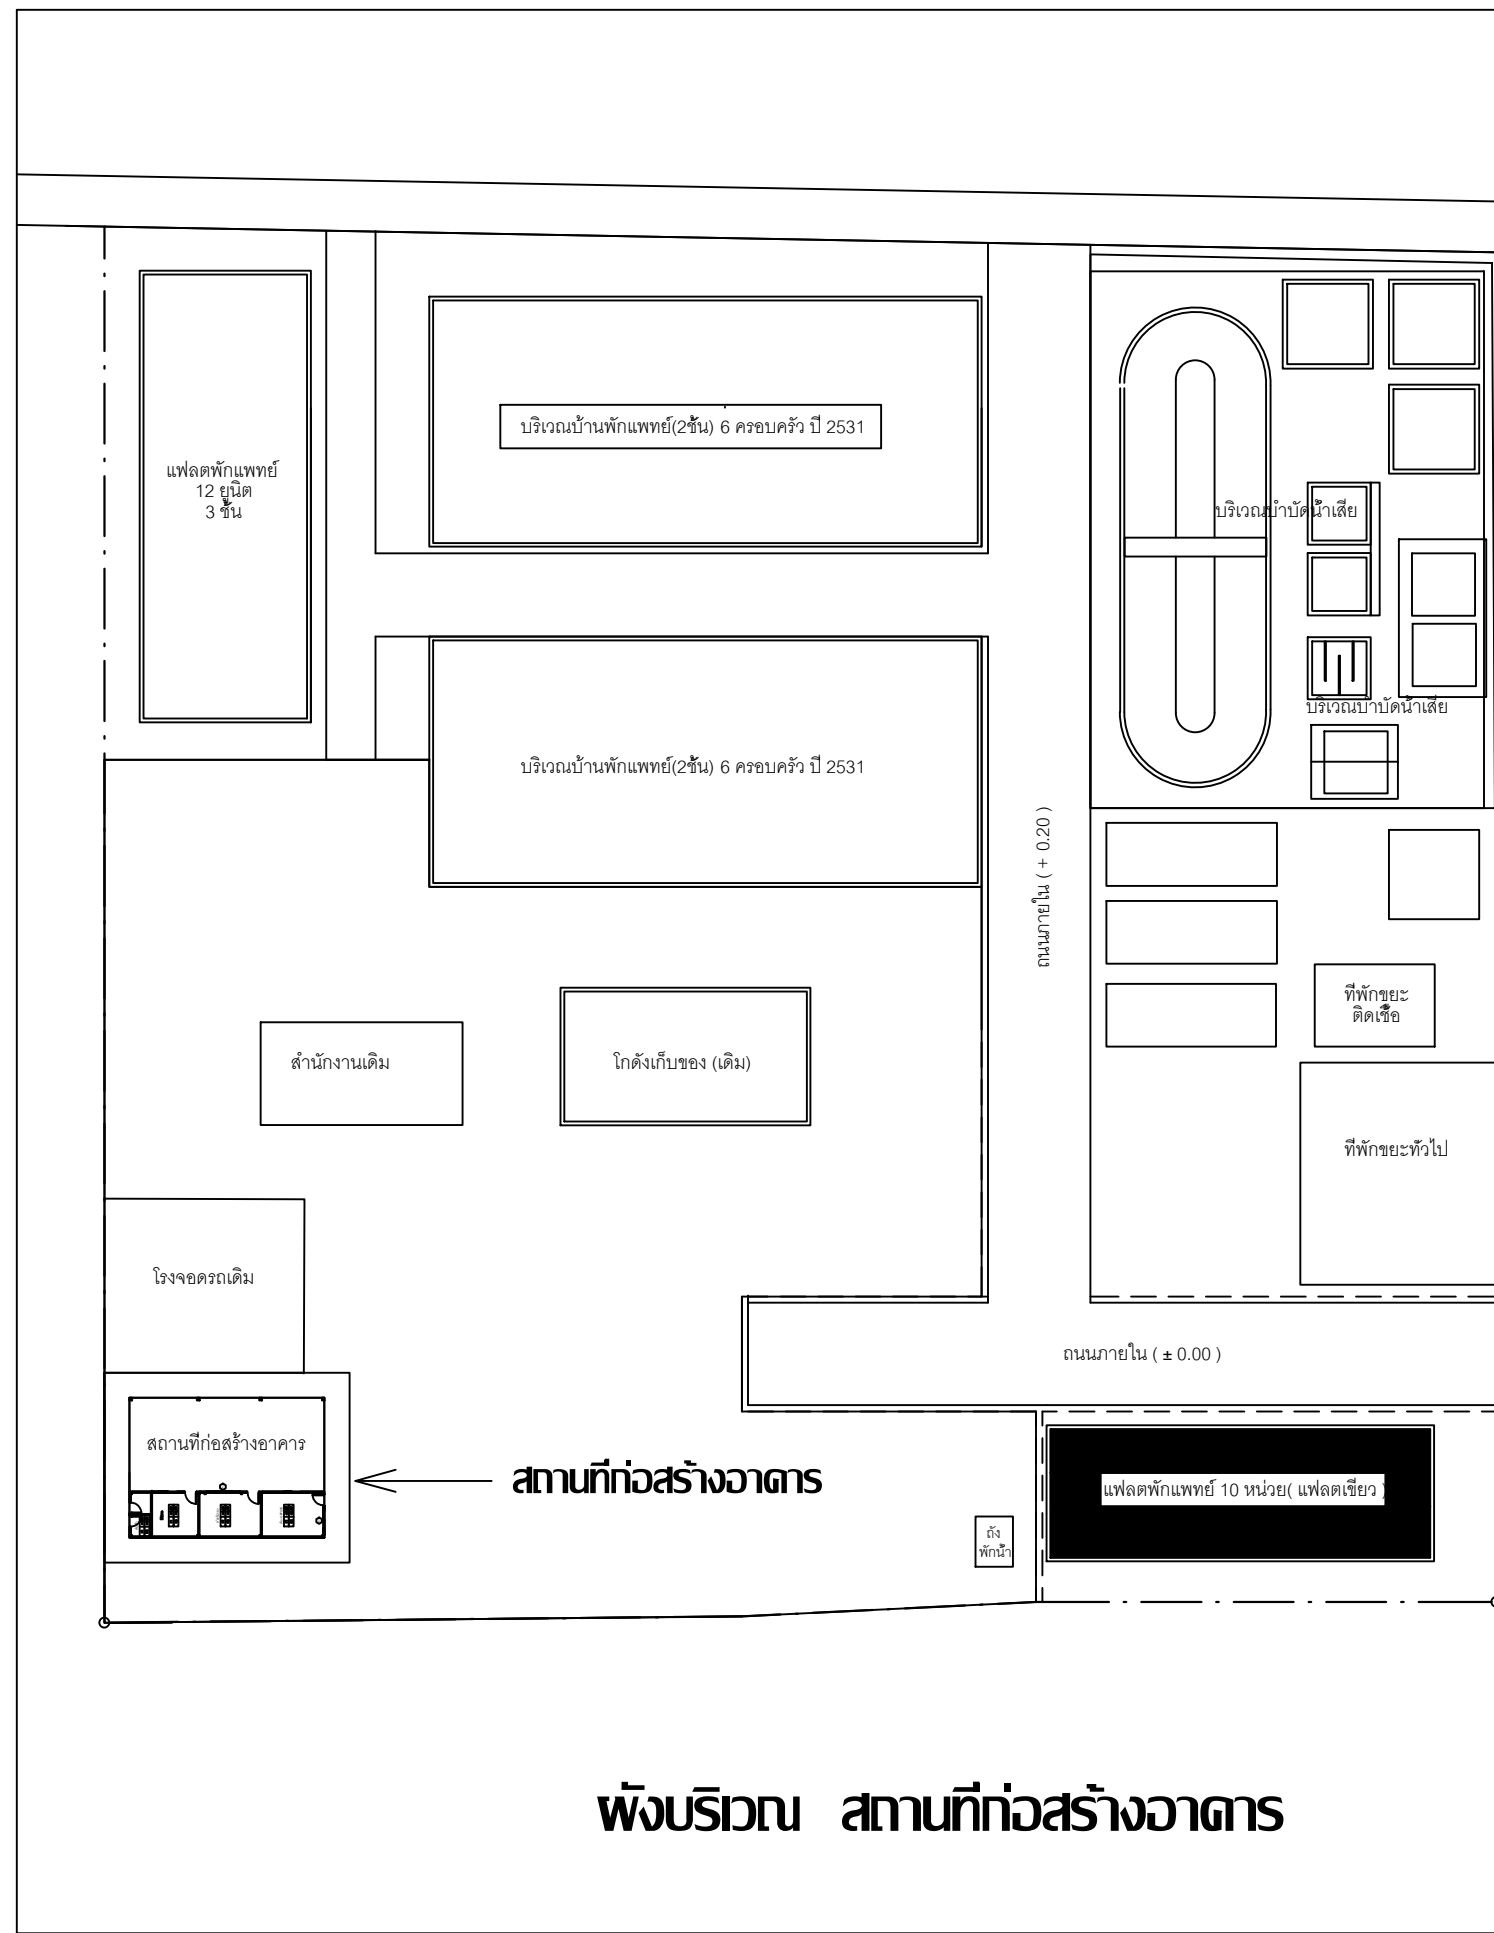 บริเวณบ้านพักแพทย์(2ชั้น) 6 ครอบครัว ปี 2531
แฟลตพักแพทย์
12 ยูนิต
3 ชั้น
บริเวณบำบัดน้ำเสีย
บริเวณบำบัดน้ำเสีย
บริเวณบ้านพักแพทย์(2ชั้น) 6 ครอบครัว ปี 2531
ถนนภายใน ( + 0.20 )
ที่พักขยะ
ติดเชื้อ
สำนักงานเดิม
โกดังเก็บของ (เดิม)
ที่พักขยะทั่วไป
โรงจอดรถเดิม
ถนนภายใน ( ± 0.00 )
สถานที่ก่อสร้างอาคาร
สถานที่ก่อสร้างอาคาร
แฟลตพักแพทย์ 10 หน่วย( แฟลตเขียว )
ถัง
พักน้ำ
ผังบริเวณ สถานที่ก่อสร้างอาคาร